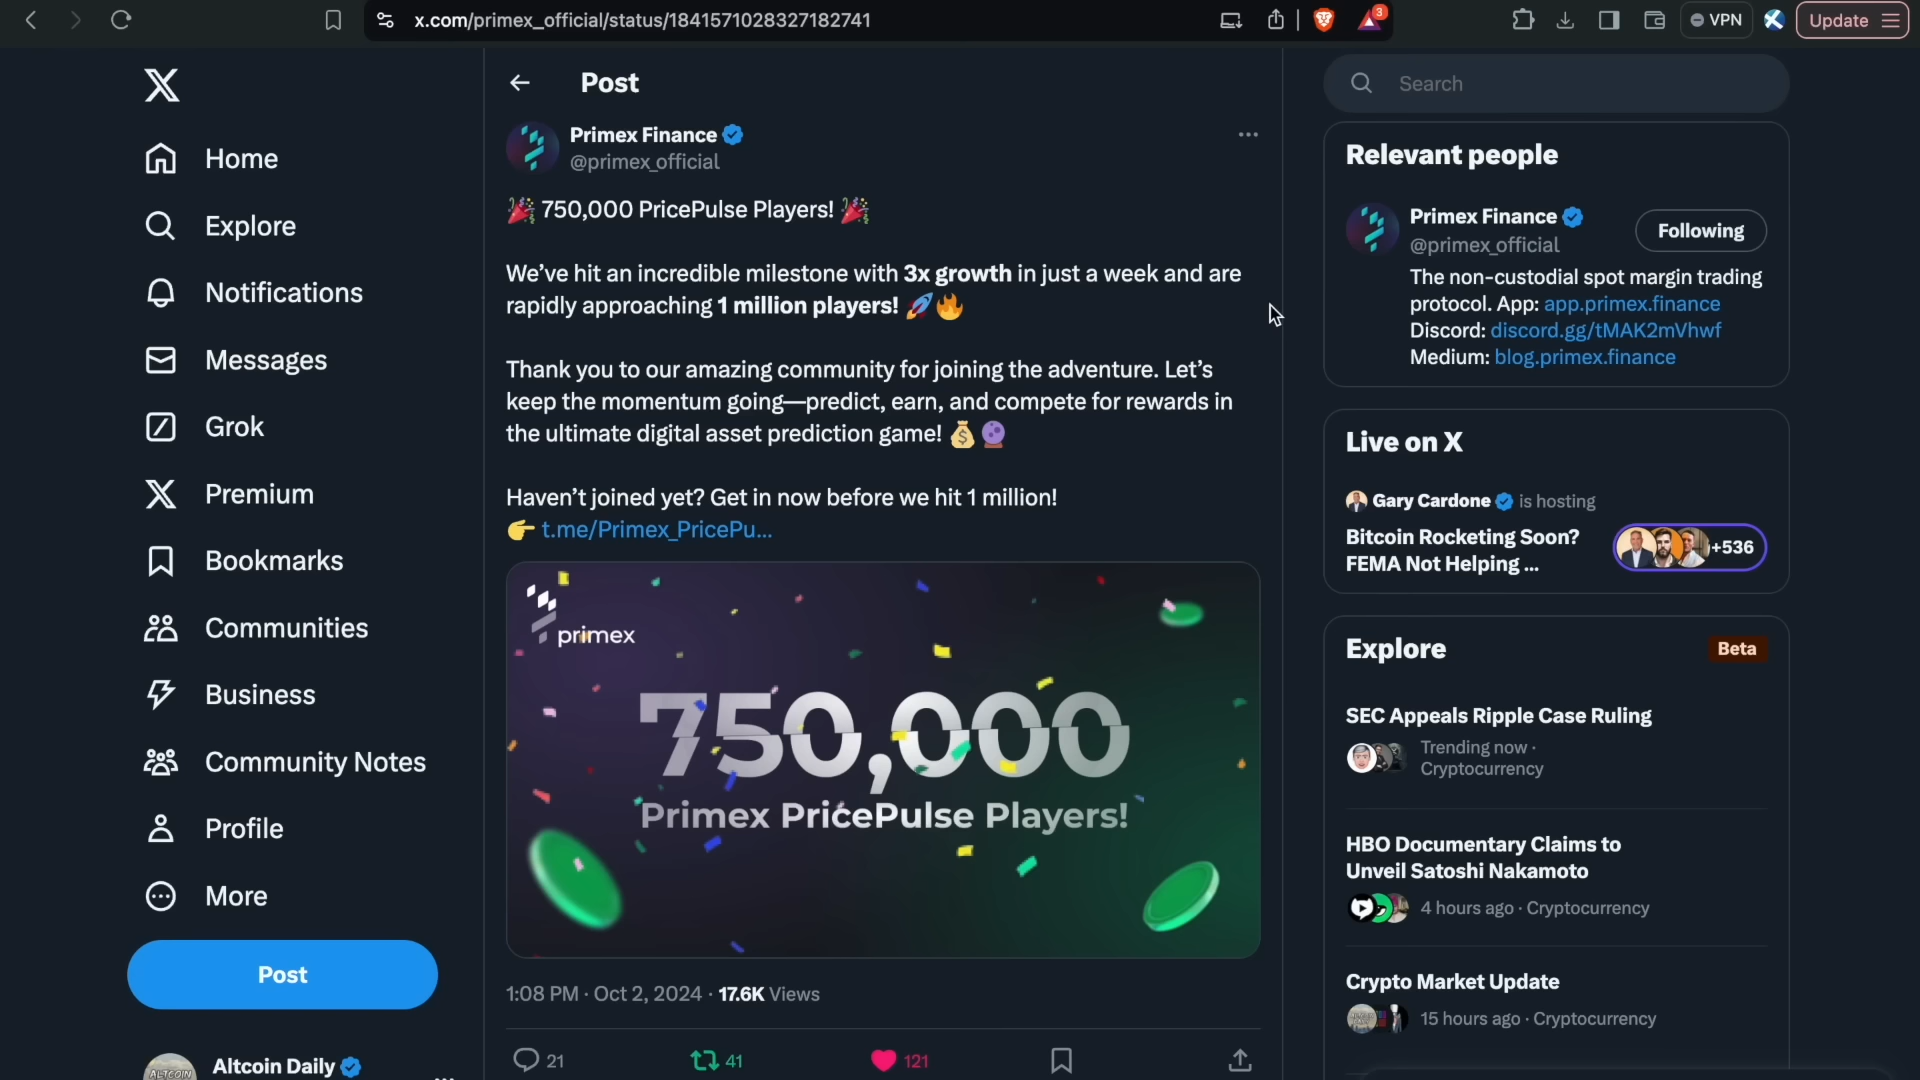 x.com/primex_official/status/1841571028327182741
3
VPN
Update
Home
Explore
Notifications
Messages
Grok
Premium
Bookmarks
Communities
Business
Community Notes
Profile
More
Post
Altcoin Daily
Post
Primex Finance
@primex_official
🎉 750,000 PricePulse Players! 🎉
We’ve hit an incredible milestone with 3x growth in just a week and are
rapidly approaching 1 million players! 🚀🔥
Thank you to our amazing community for joining the adventure. Let’s
keep the momentum going—predict, earn, and compete for rewards in
the ultimate digital asset prediction game! 💰🔮
Haven’t joined yet? Get in now before we hit 1 million!
👉 t.me/Primex_PricePu...
primex
750,000
Primex PricePulse Players!
1:08 PM · Oct 2, 2024 · 17.6K Views
21
41
121
Search
Relevant people
Primex Finance
@primex_official
Following
The non-custodial spot margin trading
protocol. App: app.primex.finance
Discord: discord.gg/tMAK2mVhwf
Medium: blog.primex.finance
Live on X
Gary Cardone is hosting
Bitcoin Rocketing Soon?
FEMA Not Helping ...
+536
Explore
Beta
SEC Appeals Ripple Case Ruling
Trending now ·
Cryptocurrency
HBO Documentary Claims to
Unveil Satoshi Nakamoto
4 hours ago · Cryptocurrency
Crypto Market Update
15 hours ago · Cryptocurrency